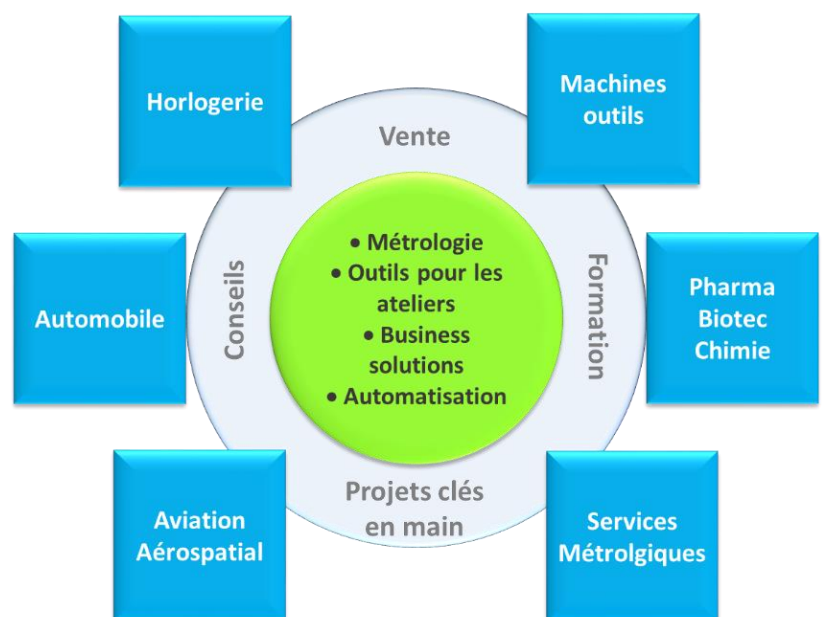 Horlogerie
Machines
outils
Vente
Conseils
• Métrologie
• Outils pour les
ateliers
• Business
solutions
• Automatisation
Formation
Automobile
Pharma
Biotec
Chimie
Projets clés
en main
Aviation
Aérospatial
Services
Métrolgiques